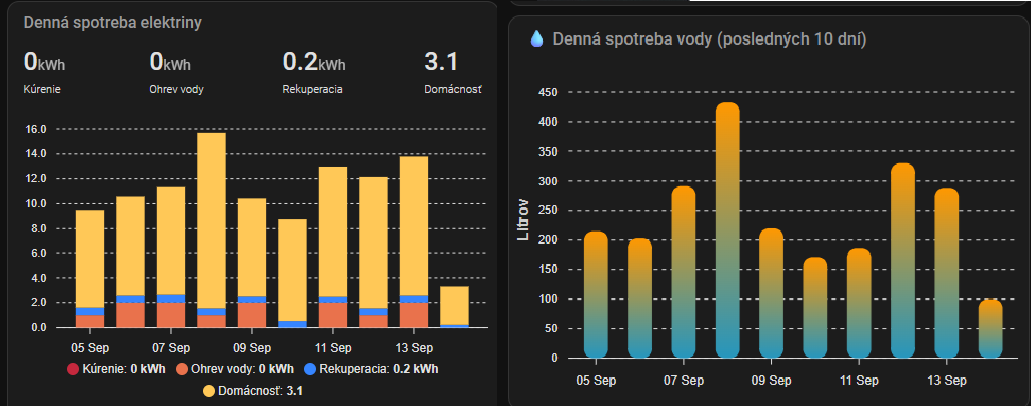 Denná spotreba elektriny
0kWh 0kWh 0.2kWh 3.1
Kúrenie Ohrev vody Rekuperacia Domácnosť
16.0
14.0
12.0
10.0
8.0
6.0
4.0
2.0
0.0
05 Sep 07 Sep 09 Sep 11 Sep 13 Sep
Kúrenie: 0 kWh Ohrev vody: 0 kWh Rekuperacia: 0.2 kWh
Domácnosť: 3.1
Denná spotreba vody (posledných 10 dní)
Litrov
450
400
350
300
250
200
150
100
50
0
05 Sep 07 Sep 09 Sep 11 Sep 13 Sep